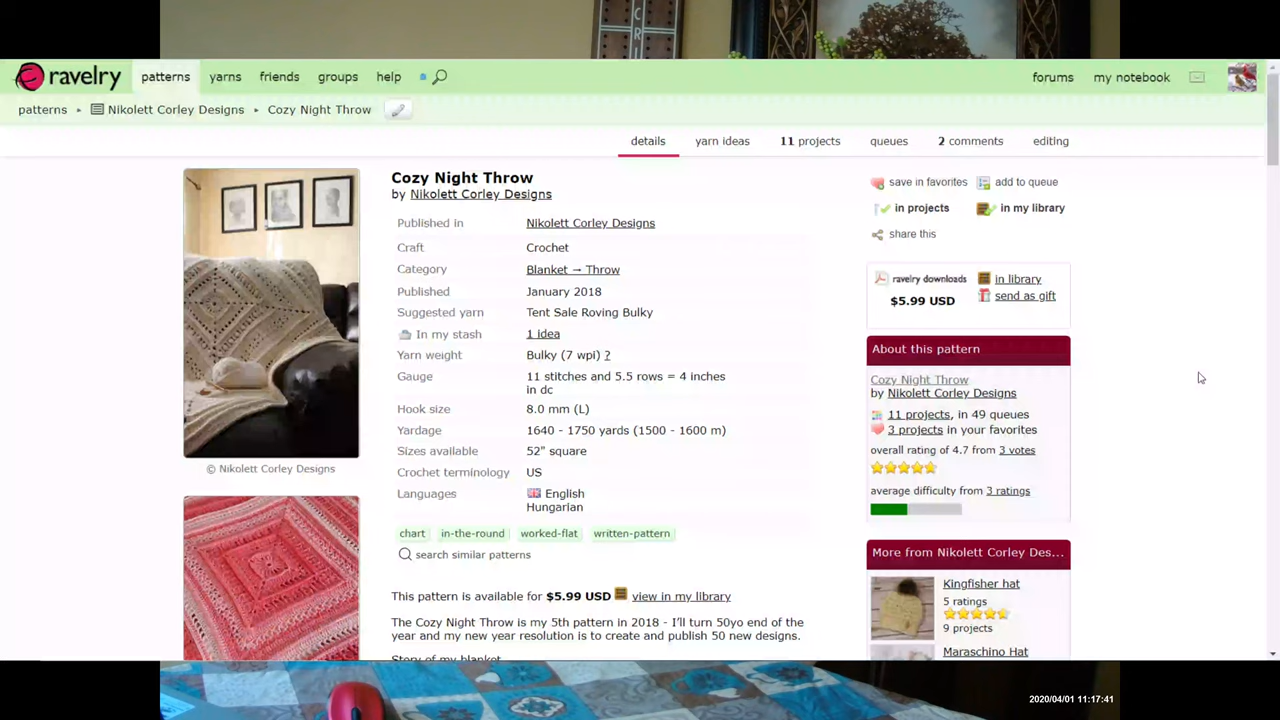 CRI
ravelry
patterns yarns friends groups help
forums my notebook
patterns ▸ Nikolett Corley Designs ▸ Cozy Night Throw
details yarn ideas 11 projects queues 2 comments editing
Cozy Night Throw
by Nikolett Corley Designs
Published in Nikolett Corley Designs
Craft Crochet
Category Blanket → Throw
Published January 2018
Suggested yarn Tent Sale Roving Bulky
In my stash 1 idea
Yarn weight Bulky (7 wpi) ?
Gauge 11 stitches and 5.5 rows = 4 inches
in dc
Hook size 8.0 mm (L)
Yardage 1640 - 1750 yards (1500 - 1600 m)
Sizes available 52" square
Crochet terminology US
Languages English
Hungarian
chart in-the-round worked-flat written-pattern
search similar patterns
This pattern is available for $5.99 USD view in my library
The Cozy Night Throw is my 5th pattern in 2018 - I'll turn 50yo end of the
year and my new year resolution is to create and publish 50 new designs.
Story of my blanket
© Nikolett Corley Designs
save in favorites add to queue
in projects in my library
share this
ravelry downloads in library
$5.99 USD send as gift
About this pattern
Cozy Night Throw
by Nikolett Corley Designs
11 projects, in 49 queues
3 projects in your favorites
overall rating of 4.7 from 3 votes
average difficulty from 3 ratings
More from Nikolett Corley Des...
Kingfisher hat
5 ratings
9 projects
Maraschino Hat
2020/04/01 11:17:41